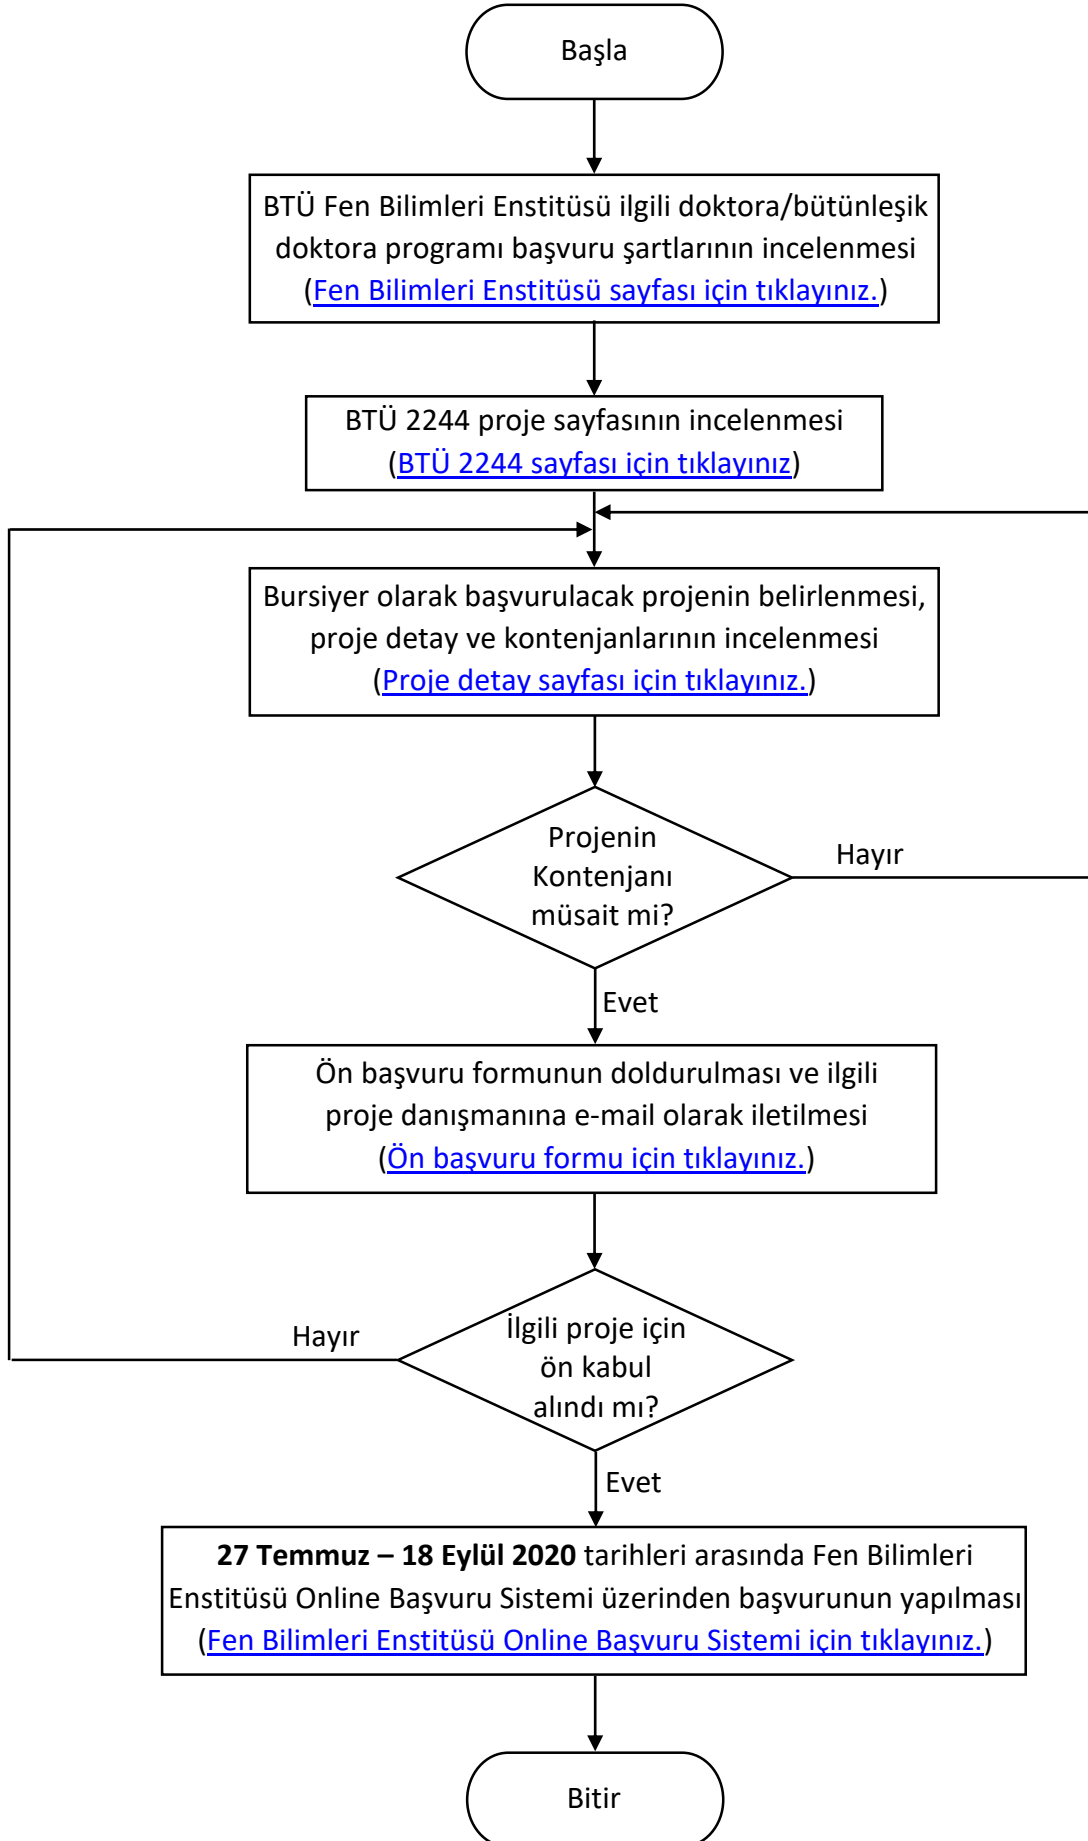 Başla
BTÜ Fen Bilimleri Enstitüsü ilgili doktora/bütünleşik
doktora programı başvuru şartlarının incelenmesi
(Fen Bilimleri Enstitüsü sayfası için tıklayınız.)
BTÜ 2244 proje sayfasının incelenmesi
(BTÜ 2244 sayfası için tıklayınız)
Bursiyer olarak başvurulacak projenin belirlenmesi,
proje detay ve kontenjanlarının incelenmesi
(Proje detay sayfası için tıklayınız.)
Projenin
Kontenjanı
müsait mi?
Hayır
Evet
Ön başvuru formunun doldurulması ve ilgili
proje danışmanına e-mail olarak iletilmesi
(Ön başvuru formu için tıklayınız.)
Hayır
İlgili proje için
ön kabul
alındı mı?
Evet
27 Temmuz – 18 Eylül 2020 tarihleri arasında Fen Bilimleri
Enstitüsü Online Başvuru Sistemi üzerinden başvurunun yapılması
(Fen Bilimleri Enstitüsü Online Başvuru Sistemi için tıklayınız.)
Bitir